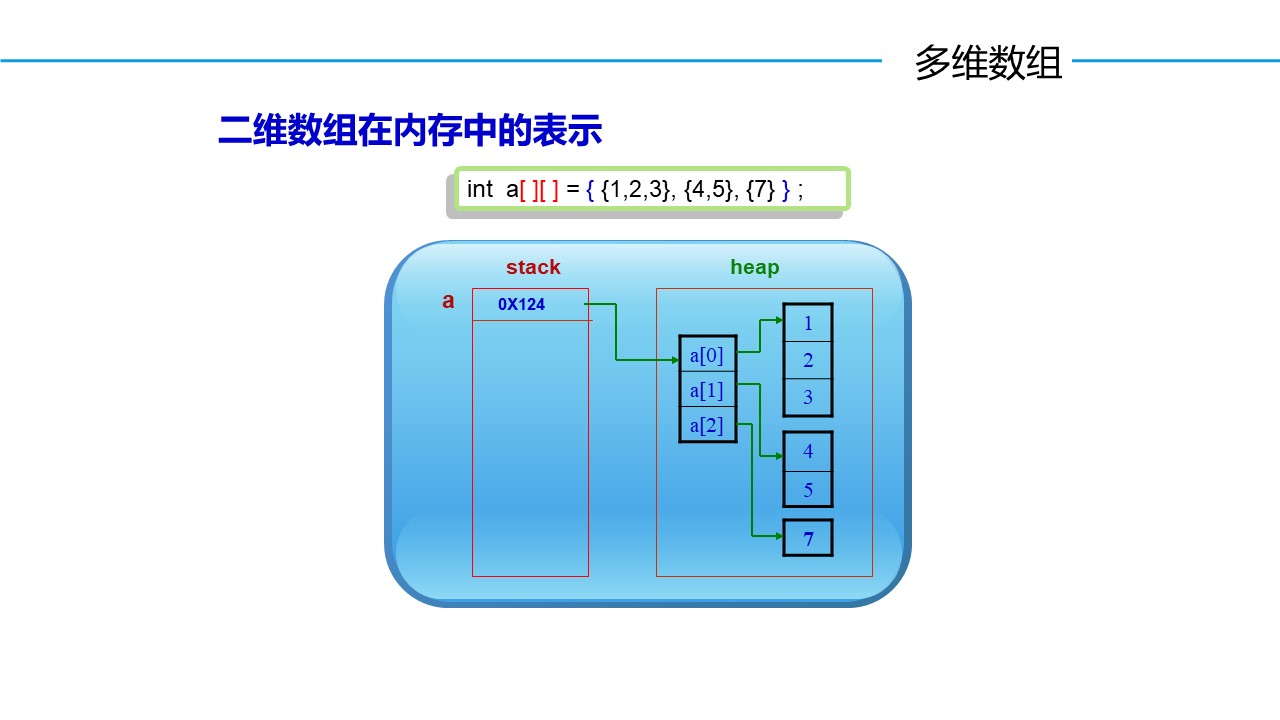 多维数组
二维数组在内存中的表示
int  a[ ][ ] = { {1,2,3}, {4,5}, {7} } ;
stack
heap
a
0X124
a[0]
a[1]
a[2]
1
2
3
4
5
7